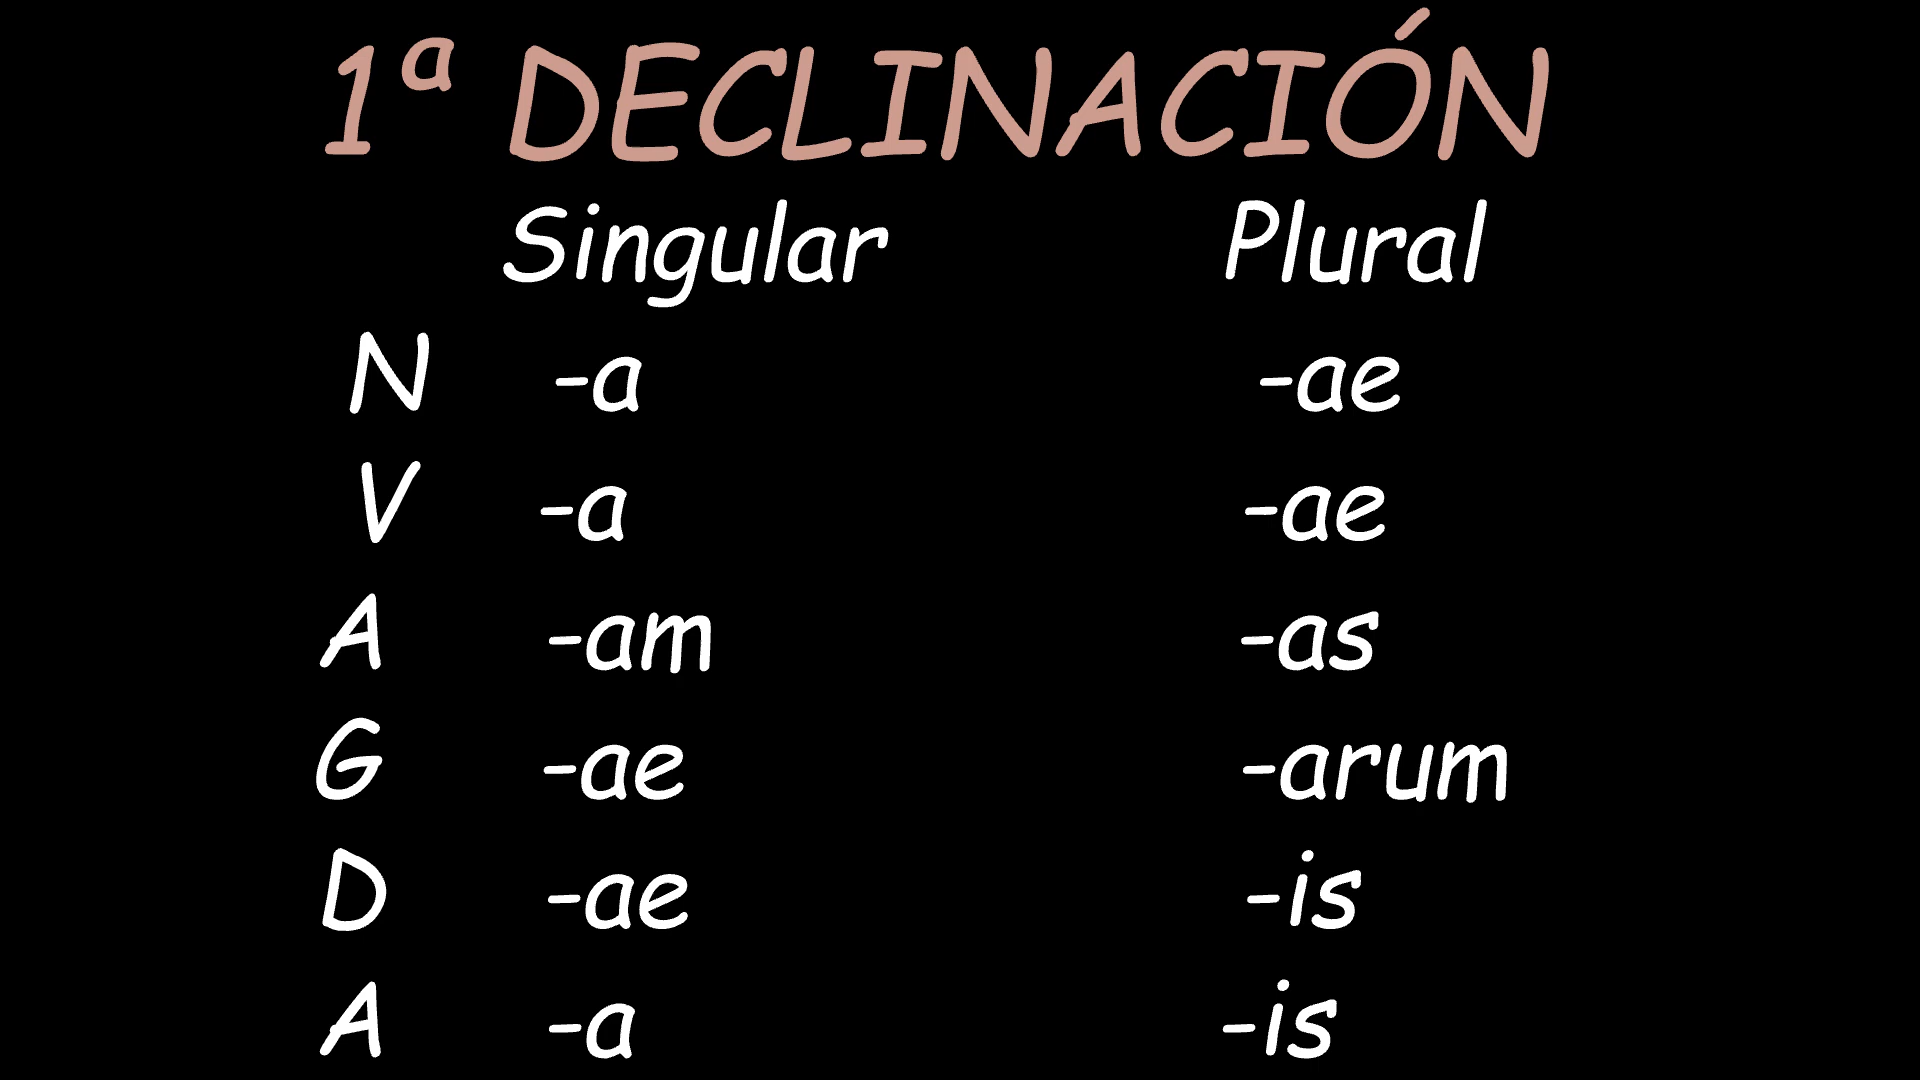 1ª DECLINACIÓN
Singular Plural
N -a -ae
V -a -ae
A -am -as
G -ae -arum
D -ae -is
A -a -is